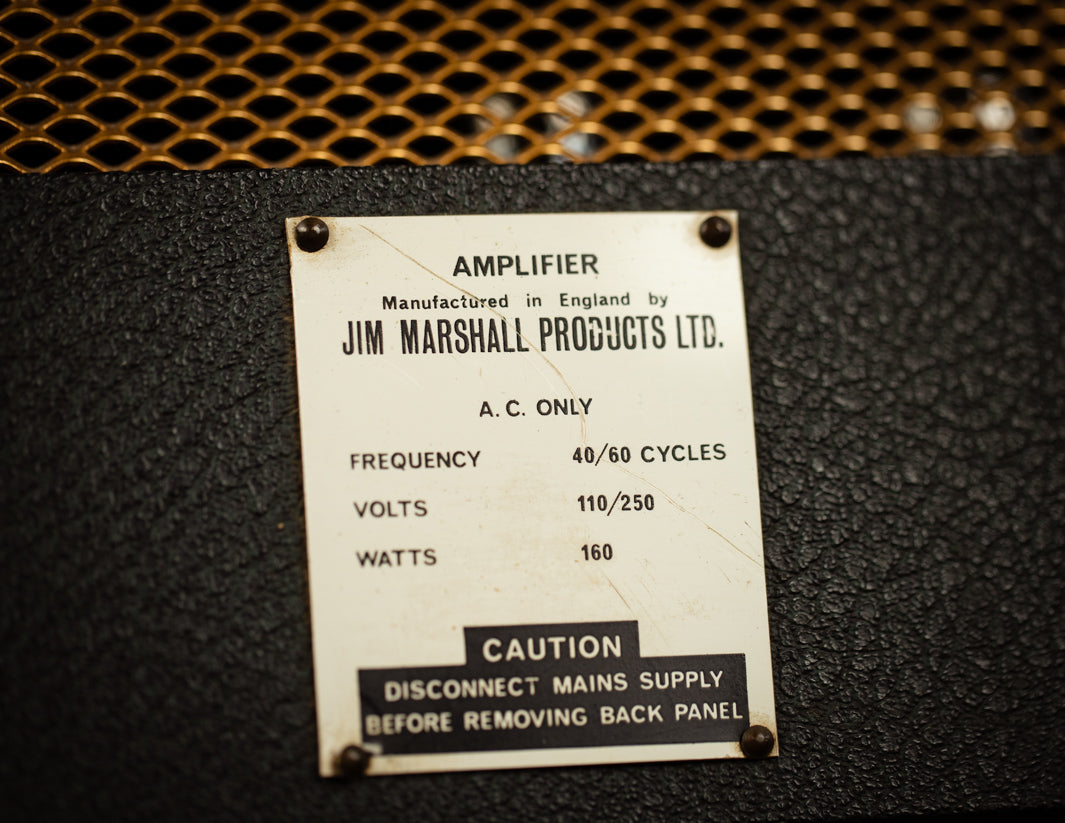 AMPLIFIER
Manufactured in England by
JIM MARSHALL PRODUCTS LTD.
A. C. ONLY
FREQUENCY 40/60 CYCLES
VOLTS 110/250
WATTS 160
CAUTION
DISCONNECT MAINS SUPPLY
BEFORE REMOVING BACK PANEL